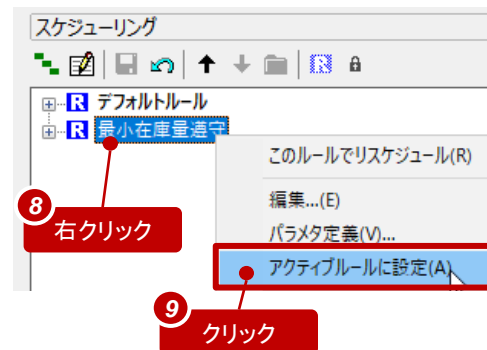 スケジューリング
R デフォルトルール
R 最小在庫量遵守
このルールでリスケジュール(R)
編集...(E)
パラメタ定義(V)...
アクティブルールに設定(A)
8
右クリック
9
クリック